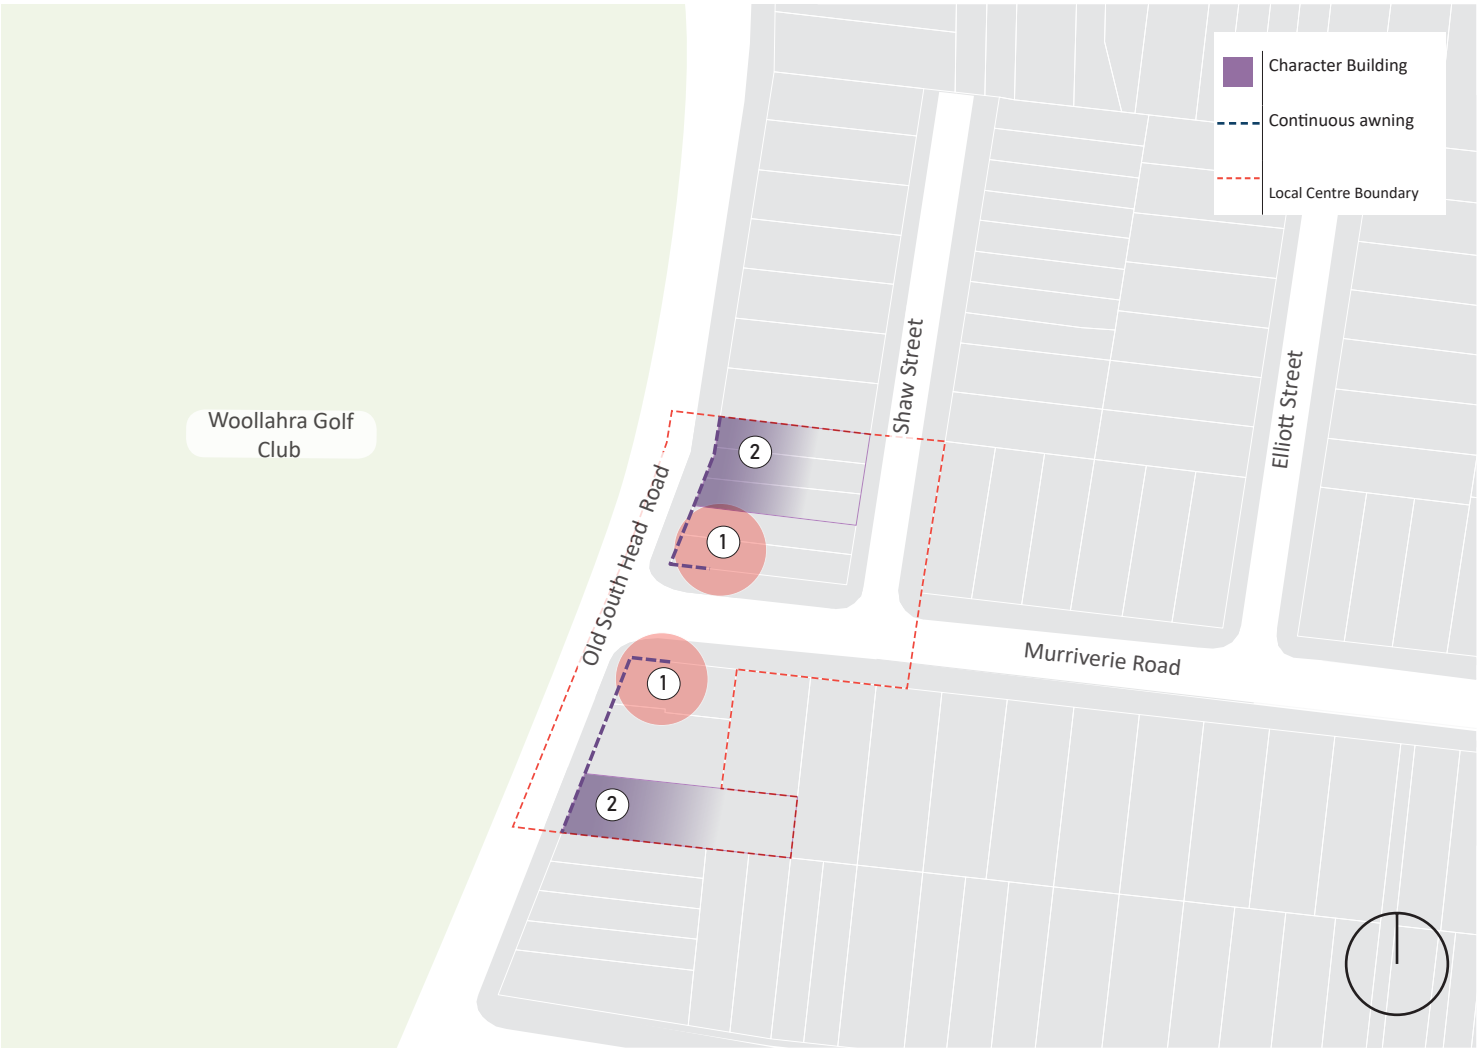 Character Building
Continuous awning
Local Centre Boundary
Woollahra Golf
Club
Shaw Street
Elliott Street
Old South Head Road
Murriverie Road
2
1
1
2